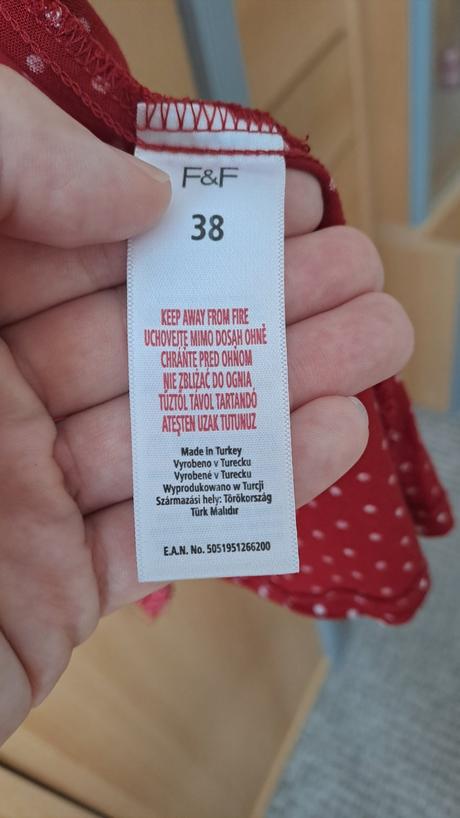 F&F
38
KEEP AWAY FROM FIRE
UCHOVEJTE MIMO DOSAH OHNĚ
CHRÁŇTE PRED OHŇOM
NIE ZBLIŻAĆ DO OGNIA
TŰZTŐL TÁVOL TARTANDÓ
ATEŞTEN UZAK TUTUNUZ
Made in Turkey
Vyrobeno v Turecku
Vyrobené v Turecku
Wyprodukowano w Turcji
Származási hely: Törökország
Türk Malıdır
E.A.N. No. 5051951266200